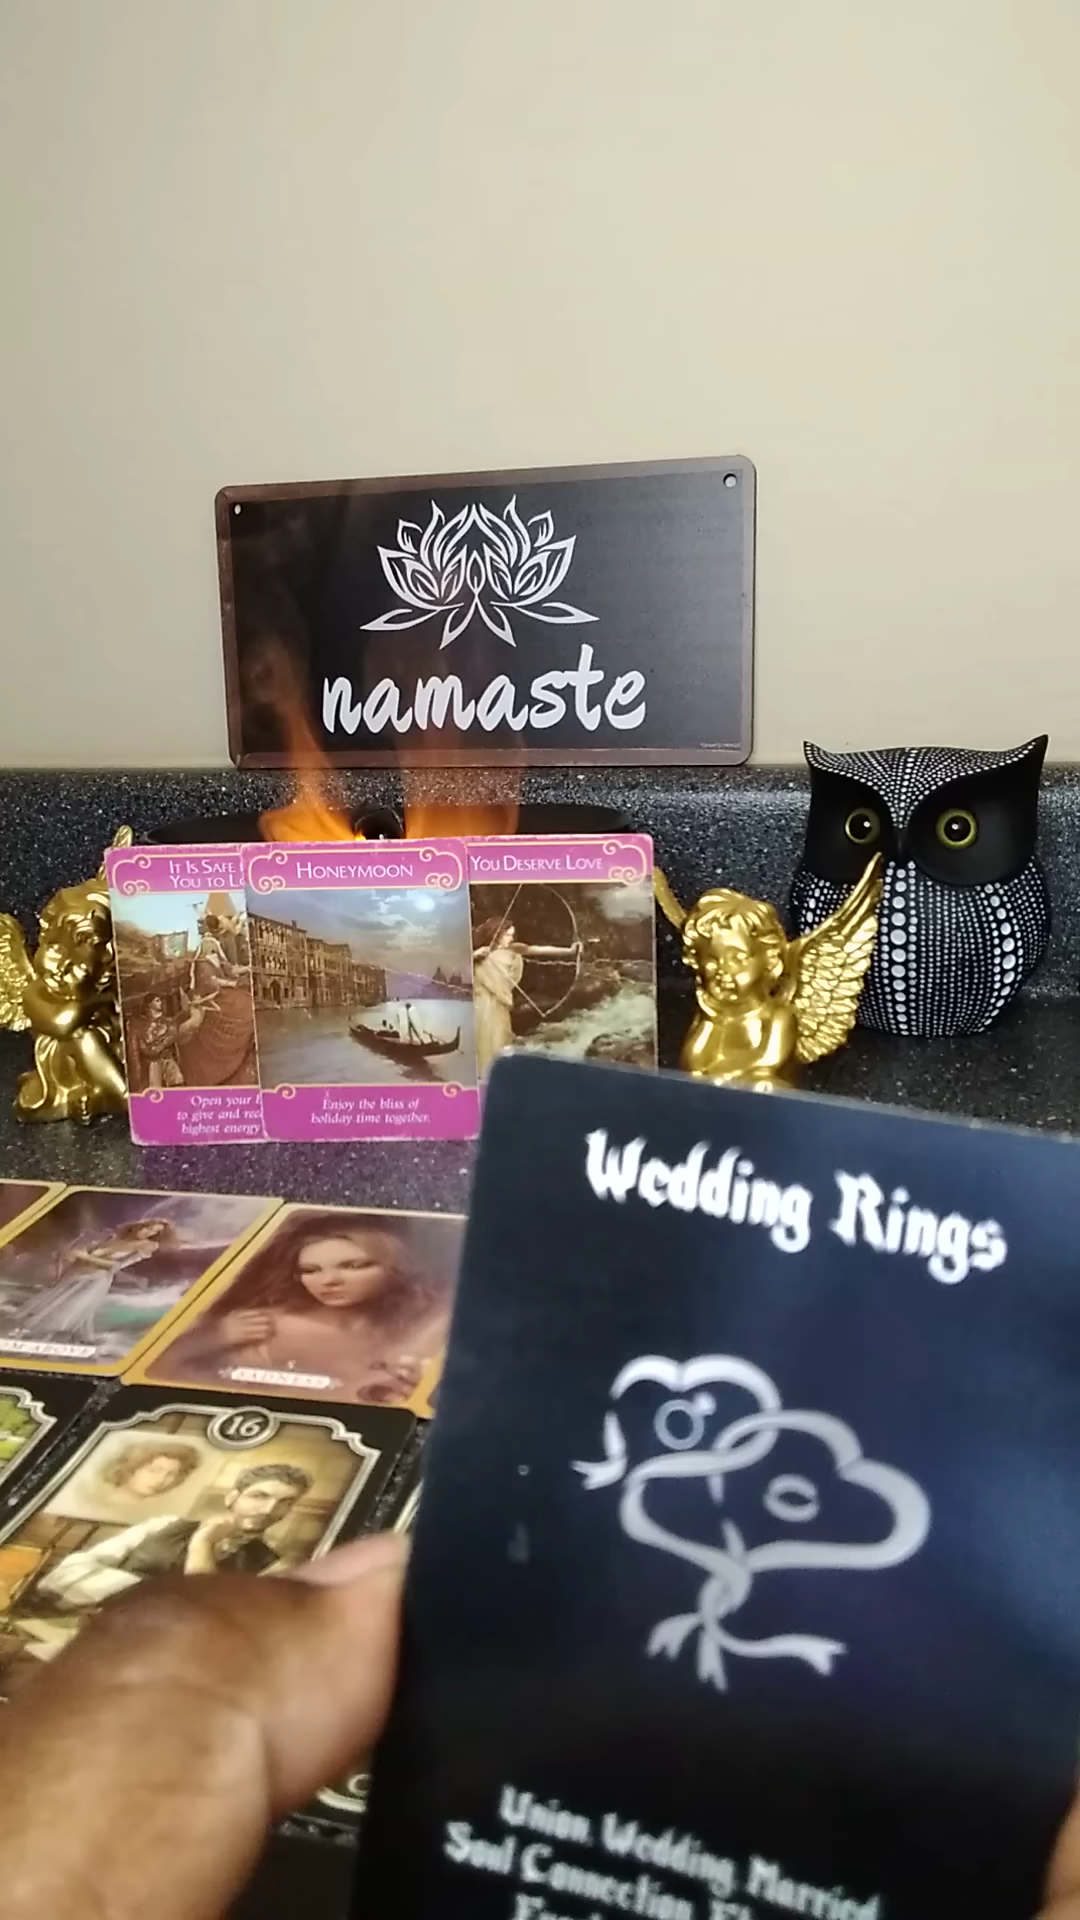 namaste
IT IS SAFE
YOU TO
HONEYMOON
YOU DESERVE LOVE
Open your
to give and
highest energy
Enjoy the bliss of
holiday time together.
Wedding Rings
16
Union Wedding Married
Soul Connection